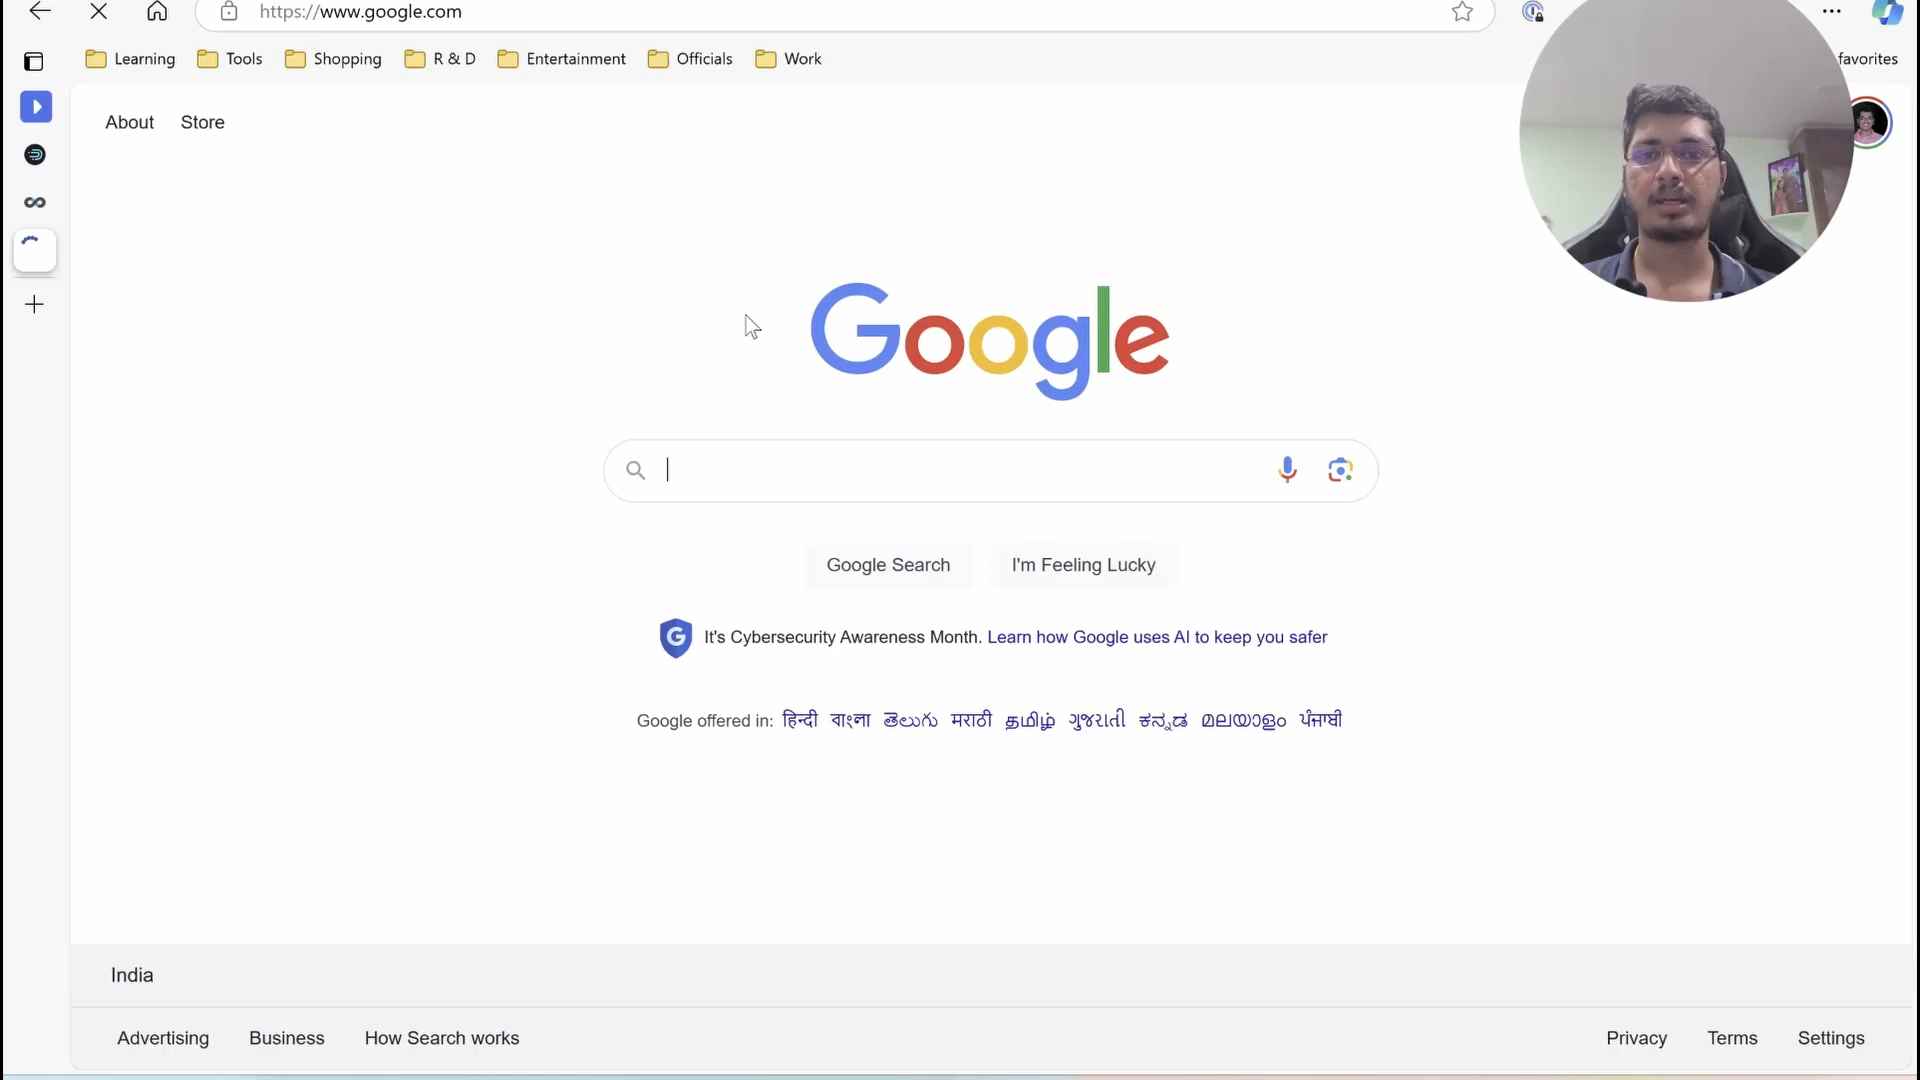 https://www.google.com
Learning Tools Shopping R & D Entertainment Officials Work favorites
About Store
Google
Google Search I'm Feeling Lucky
It's Cybersecurity Awareness Month. Learn how Google uses AI to keep you safer
Google offered in: हिन्दी বাংলা తెలుగు मराठी தமிழ் ગુજરાતી ಕನ್ನಡ മലയാളം ਪੰਜਾਬੀ
India
Advertising Business How Search works Privacy Terms Settings